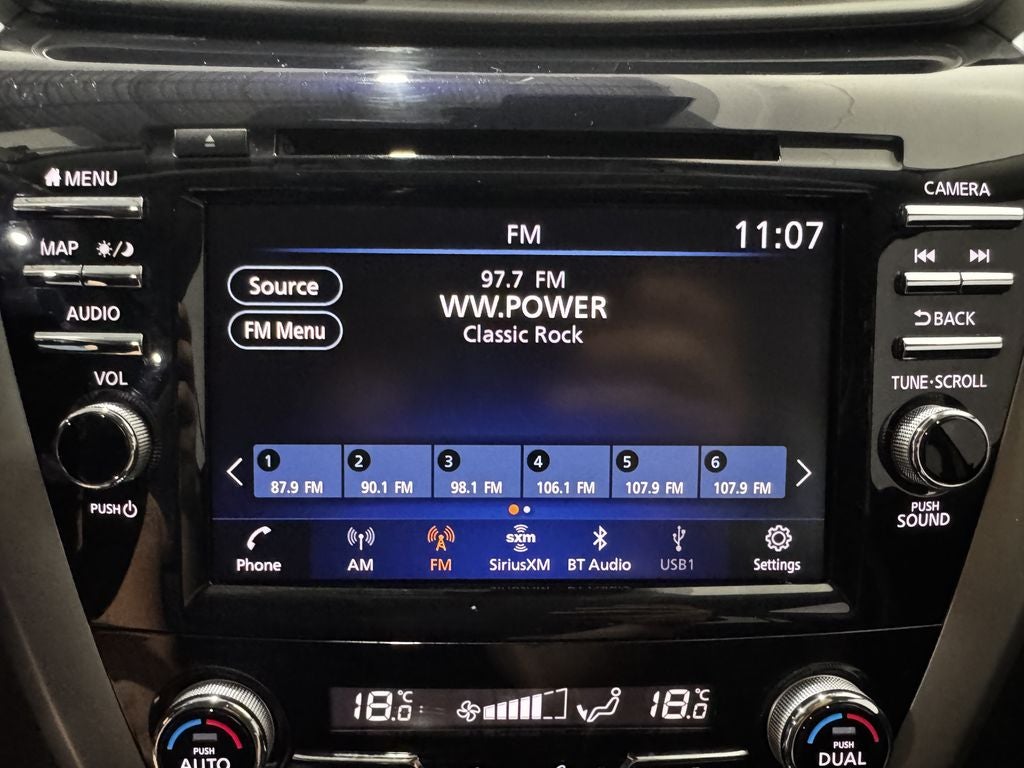 MENU
CAMERA
FM
11:07
MAP
97.7 FM
Source
WW.POWER
AUDIO
FM Menu
Classic Rock
BACK
VOL
TUNE·SCROLL
1
2
3
4
5
6
87.9 FM
90.1 FM
98.1 FM
106.1 FM
107.9 FM
107.9 FM
PUSH
PUSH
SOUND
sxm
Phone
AM
FM
SiriusXM
BT Audio
USB1
Settings
18.0 °C
18.0 °C
PUSH
AUTO
PUSH
DUAL